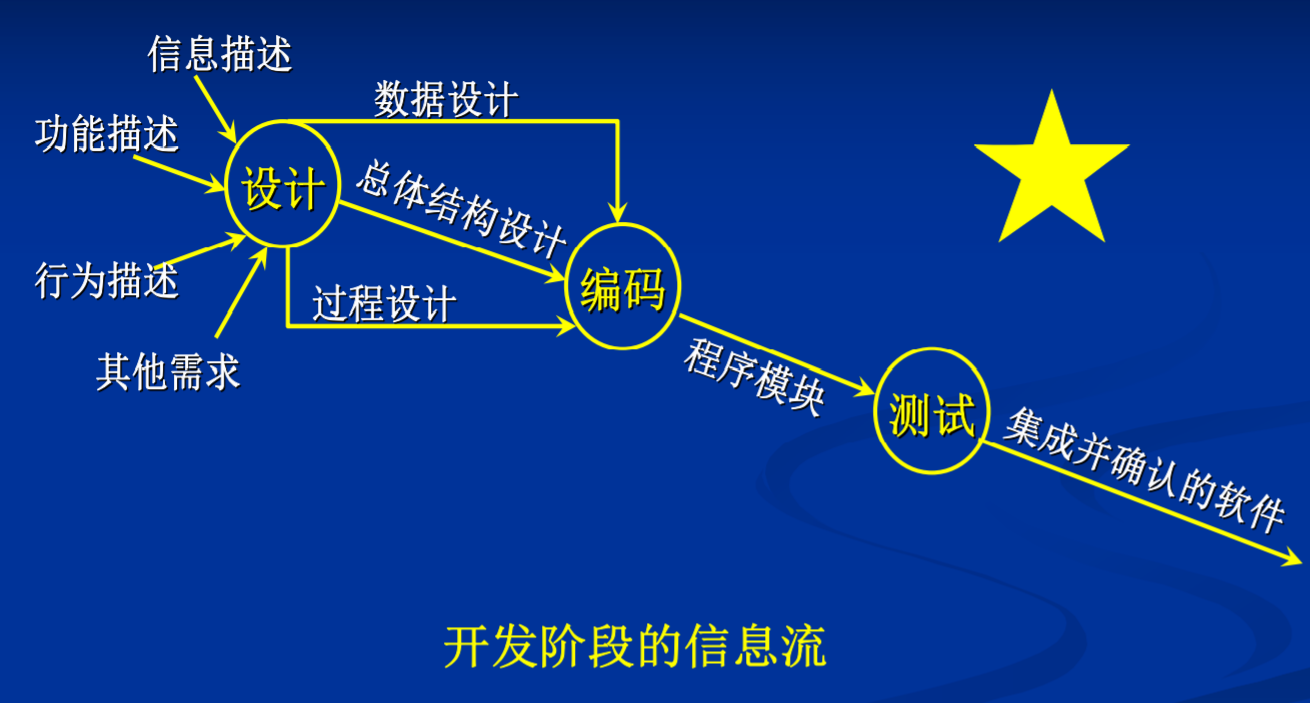 信息描述
数据设计
功能描述
设计
总体结构设计
行为描述
过程设计
编码
其他需求
程序模块
测试
集成并确认的软件
开发阶段的信息流